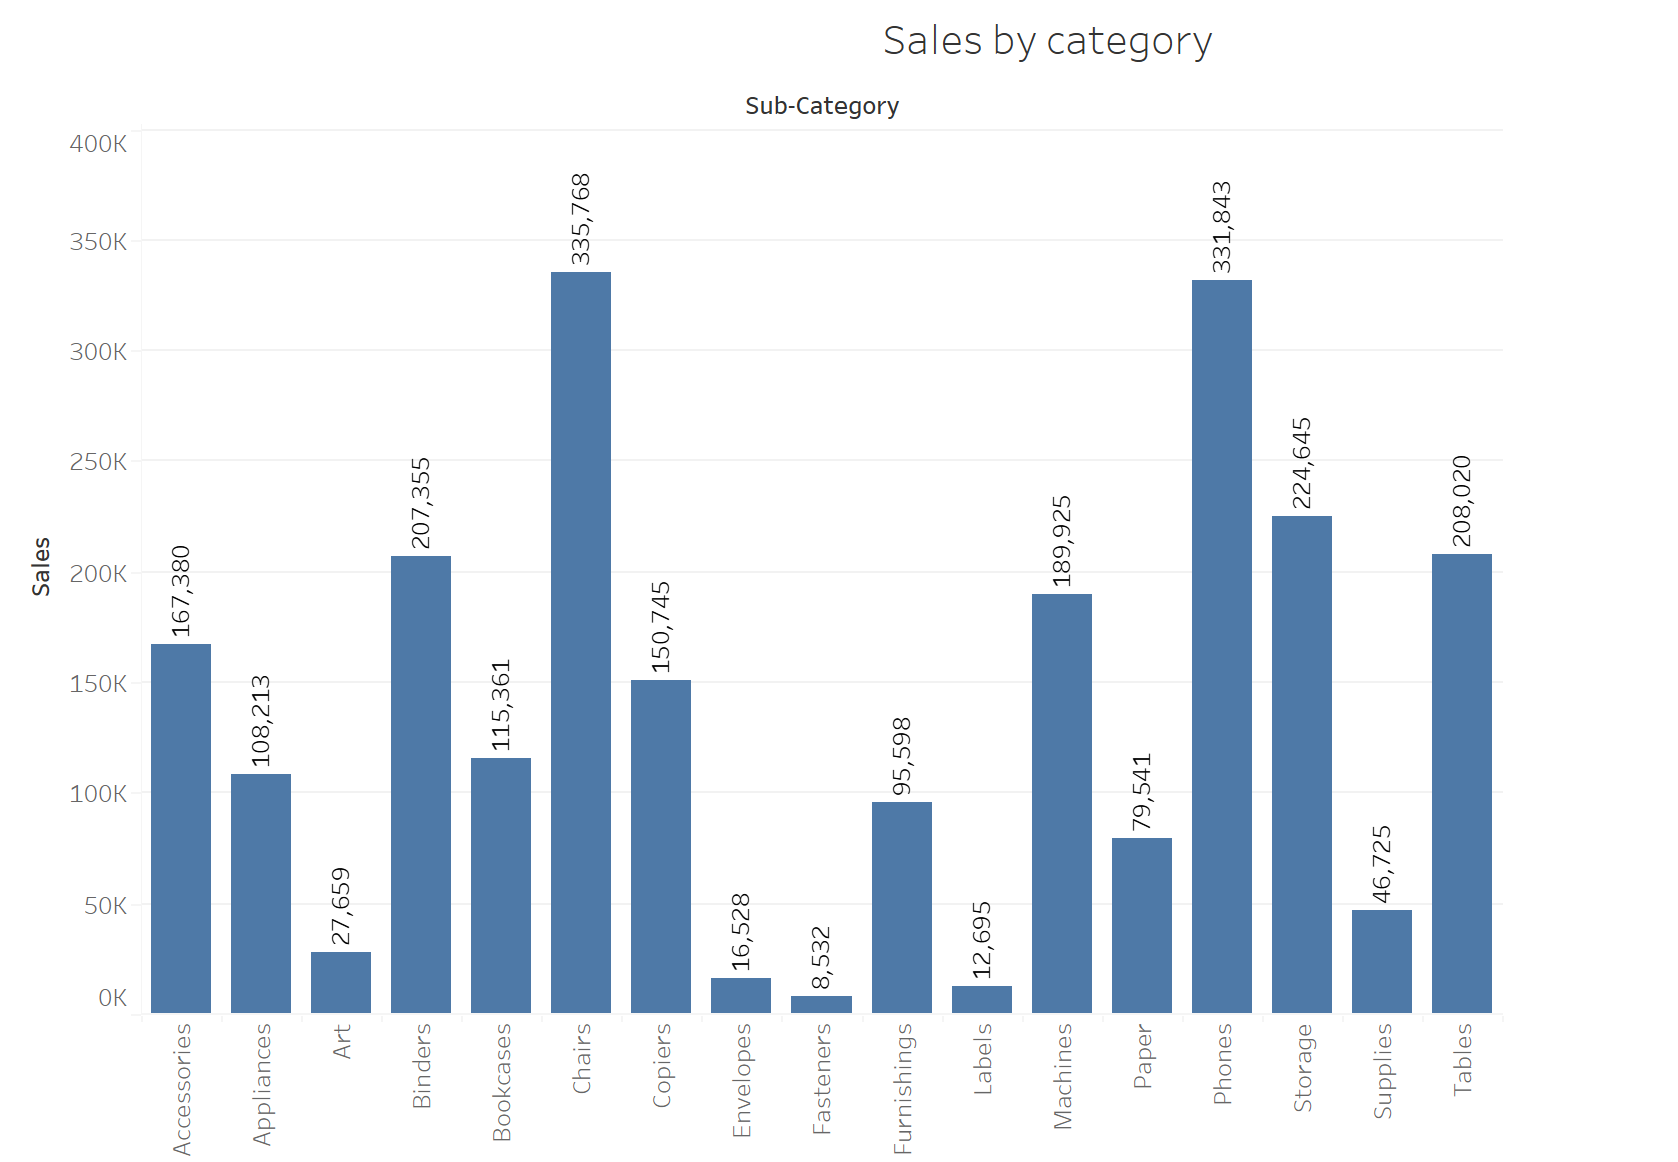 Sales by category
Sub-Category
400K
350K
300K
250K
200K
150K
100K
50K
0K
Sales
167,380
108,213
27,659
207,355
115,361
335,768
150,745
16,528
8,532
95,598
12,695
189,925
79,541
331,843
224,645
46,725
208,020
Accessories
Appliances
Art
Binders
Bookcases
Chairs
Copiers
Envelopes
Fasteners
Furnishings
Labels
Machines
Paper
Phones
Storage
Supplies
Tables